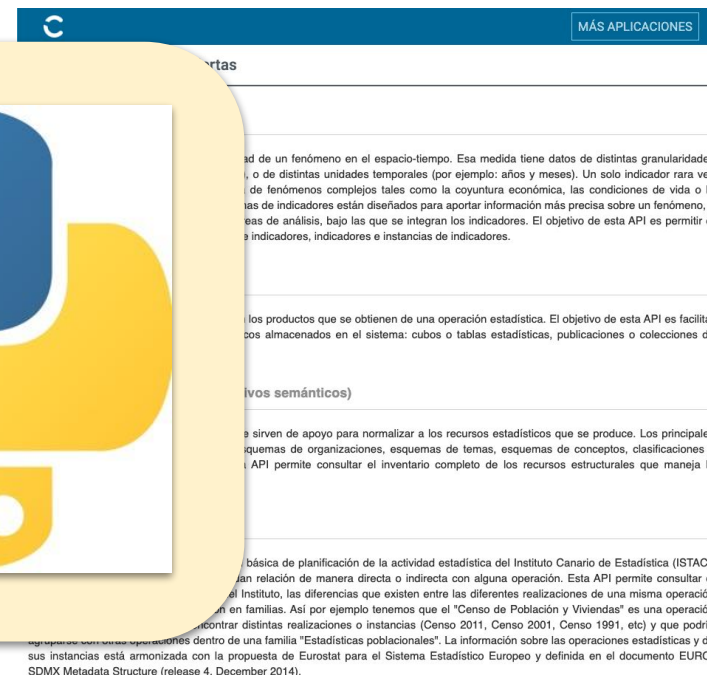 MÁS APLICACIONES
rtas
ad de un fenómeno en el espacio-tiempo. Esa medida tiene datos de distintas
, o de distintas unidades temporales (por ejemplo: años y meses). Un solo indicador rara
de fenómenos complejos tales como la coyuntura económica, las condiciones de vida o
mas de indicadores están diseñados para aportar información más precisa sobre un fenómeno,
eas de análisis, bajo las que se integran los indicadores. El objetivo de esta API es permitir
e indicadores, indicadores e instancias de indicadores.
los productos que se obtienen de una operación estadística. El objetivo de esta API es
cos almacenados en el sistema: cubos o tablas estadísticas, publicaciones o colecciones
ivos semánticos)
e sirven de apoyo para normalizar a los recursos estadísticos que se produce. Los
squemas de organizaciones, esquemas de temas, esquemas de conceptos, clasificaciones
API permite consultar el inventario completo de los recursos estructurales que maneja
básica de planificación de la actividad estadística del Instituto Canario de Estadística (ISTAC
an relación de manera directa o indirecta con alguna operación. Esta API permite consultar
el Instituto, las diferencias que existen entre las diferentes realizaciones de una misma
n en familias. Así por ejemplo tenemos que el "Censo de Población y Viviendas" es una
ncontrar distintas realizaciones o instancias (Censo 2011, Censo 2001, Censo 1991, etc) y que
agruparse con otras operaciones dentro de una familia "Estadísticas poblacionales". La información sobre las operaciones estadísticas y
sus instancias está armonizada con la propuesta de Eurostat para el Sistema Estadístico Europeo y definida en el documento
SDMX Metadata Structure (release 4, December 2014).